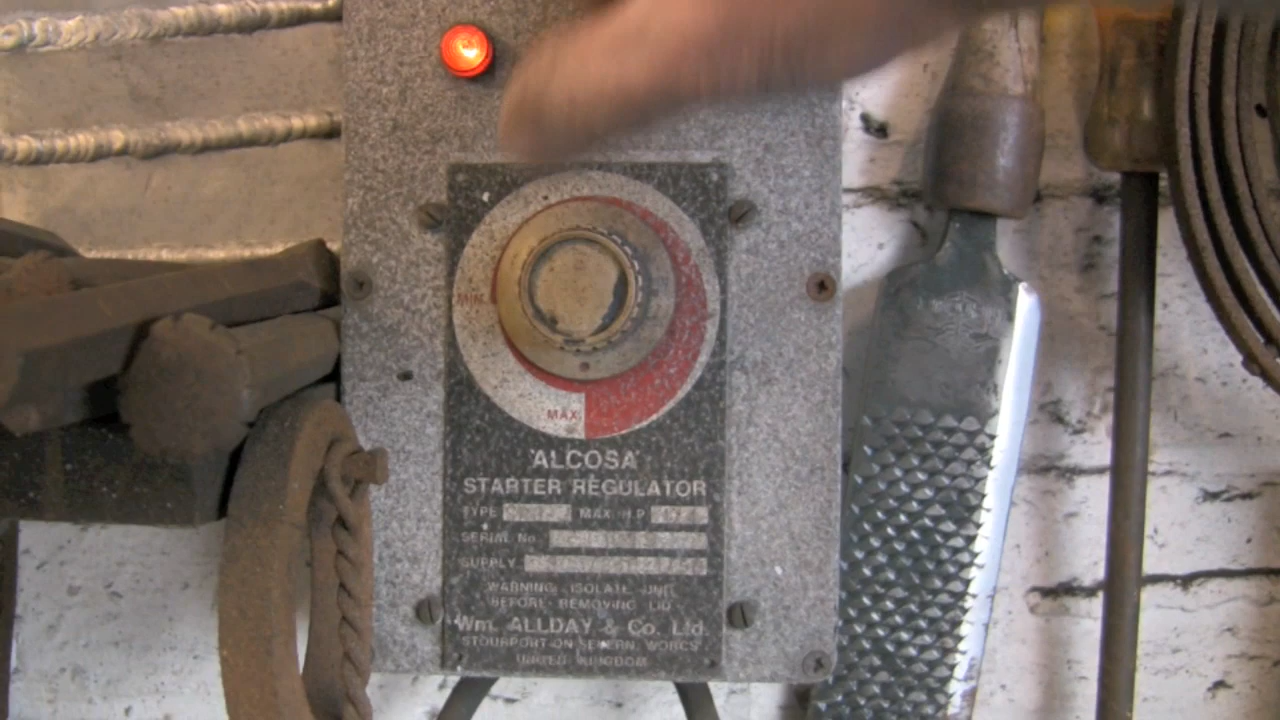 MAX
'ALCOSA'
STARTER REGULATOR
TYPE MAX H P
SERIAL No.
SUPPLY
WARNING ISOLATE UNIT
BEFORE REMOVING LID
Wm. ALLDAY & Co. Ltd.
STOURPORT ON SEVERN WORCS
UNITED KINGDOM